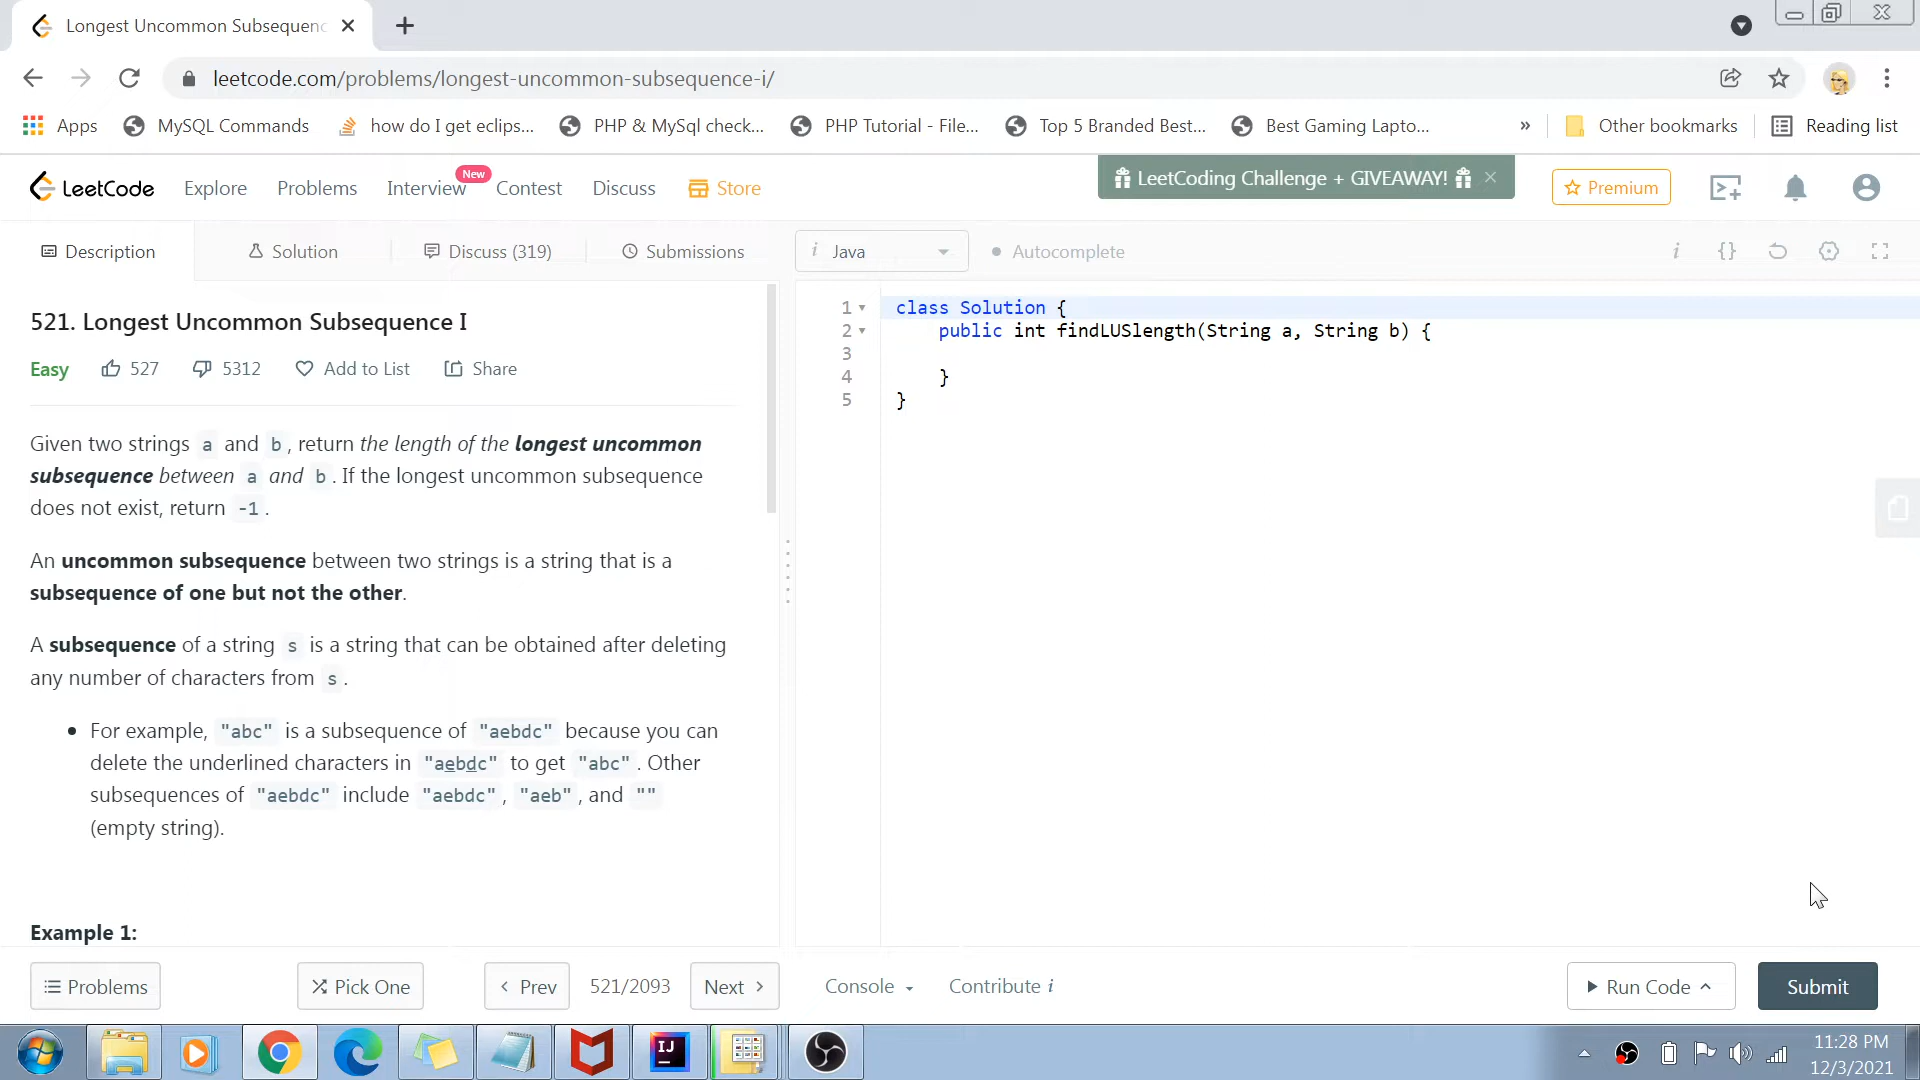 Longest Uncommon Subsequenc
leetcode.com/problems/longest-uncommon-subsequence-i/
Apps MySQL Commands how do I get eclips... PHP & MySql check... PHP Tutorial - File... Top 5 Branded Best... Best Gaming Lapto... » Other bookmarks Reading list
LeetCode Explore Problems Interview New Contest Discuss Store LeetCoding Challenge + GIVEAWAY! Premium
Description Solution Discuss (319) Submissions i Java Autocomplete i {}
521. Longest Uncommon Subsequence I
Easy 527 5312 Add to List Share
Given two strings a and b, return the length of the longest uncommon
subsequence between a and b. If the longest uncommon subsequence
does not exist, return -1.
An uncommon subsequence between two strings is a string that is a
subsequence of one but not the other.
A subsequence of a string s is a string that can be obtained after deleting
any number of characters from s.
• For example, "abc" is a subsequence of "aebdc" because you can
delete the underlined characters in "aebdc" to get "abc". Other
subsequences of "aebdc" include "aebdc", "aeb", and ""
(empty string).
Example 1:
1 class Solution {
2 public int findLUSlength(String a, String b) {
3
4 }
5 }
Problems Pick One Prev 521/2093 Next Console Contribute i Run Code Submit
IJ
11:28 PM
12/3/2021